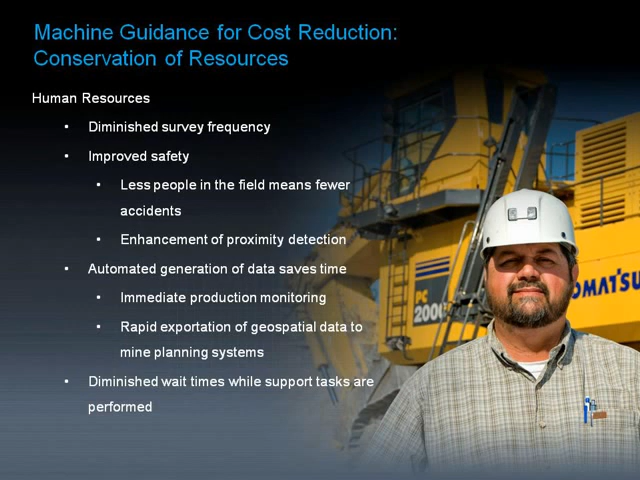 Machine Guidance for Cost Reduction:
Conservation of Resources
Human Resources
• Diminished survey frequency
• Improved safety
• Less people in the field means fewer
accidents
• Enhancement of proximity detection
• Automated generation of data saves time
• Immediate production monitoring
• Rapid exportation of geospatial data to
mine planning systems
• Diminished wait times while support tasks are
performed
PC
2000
OMATSU